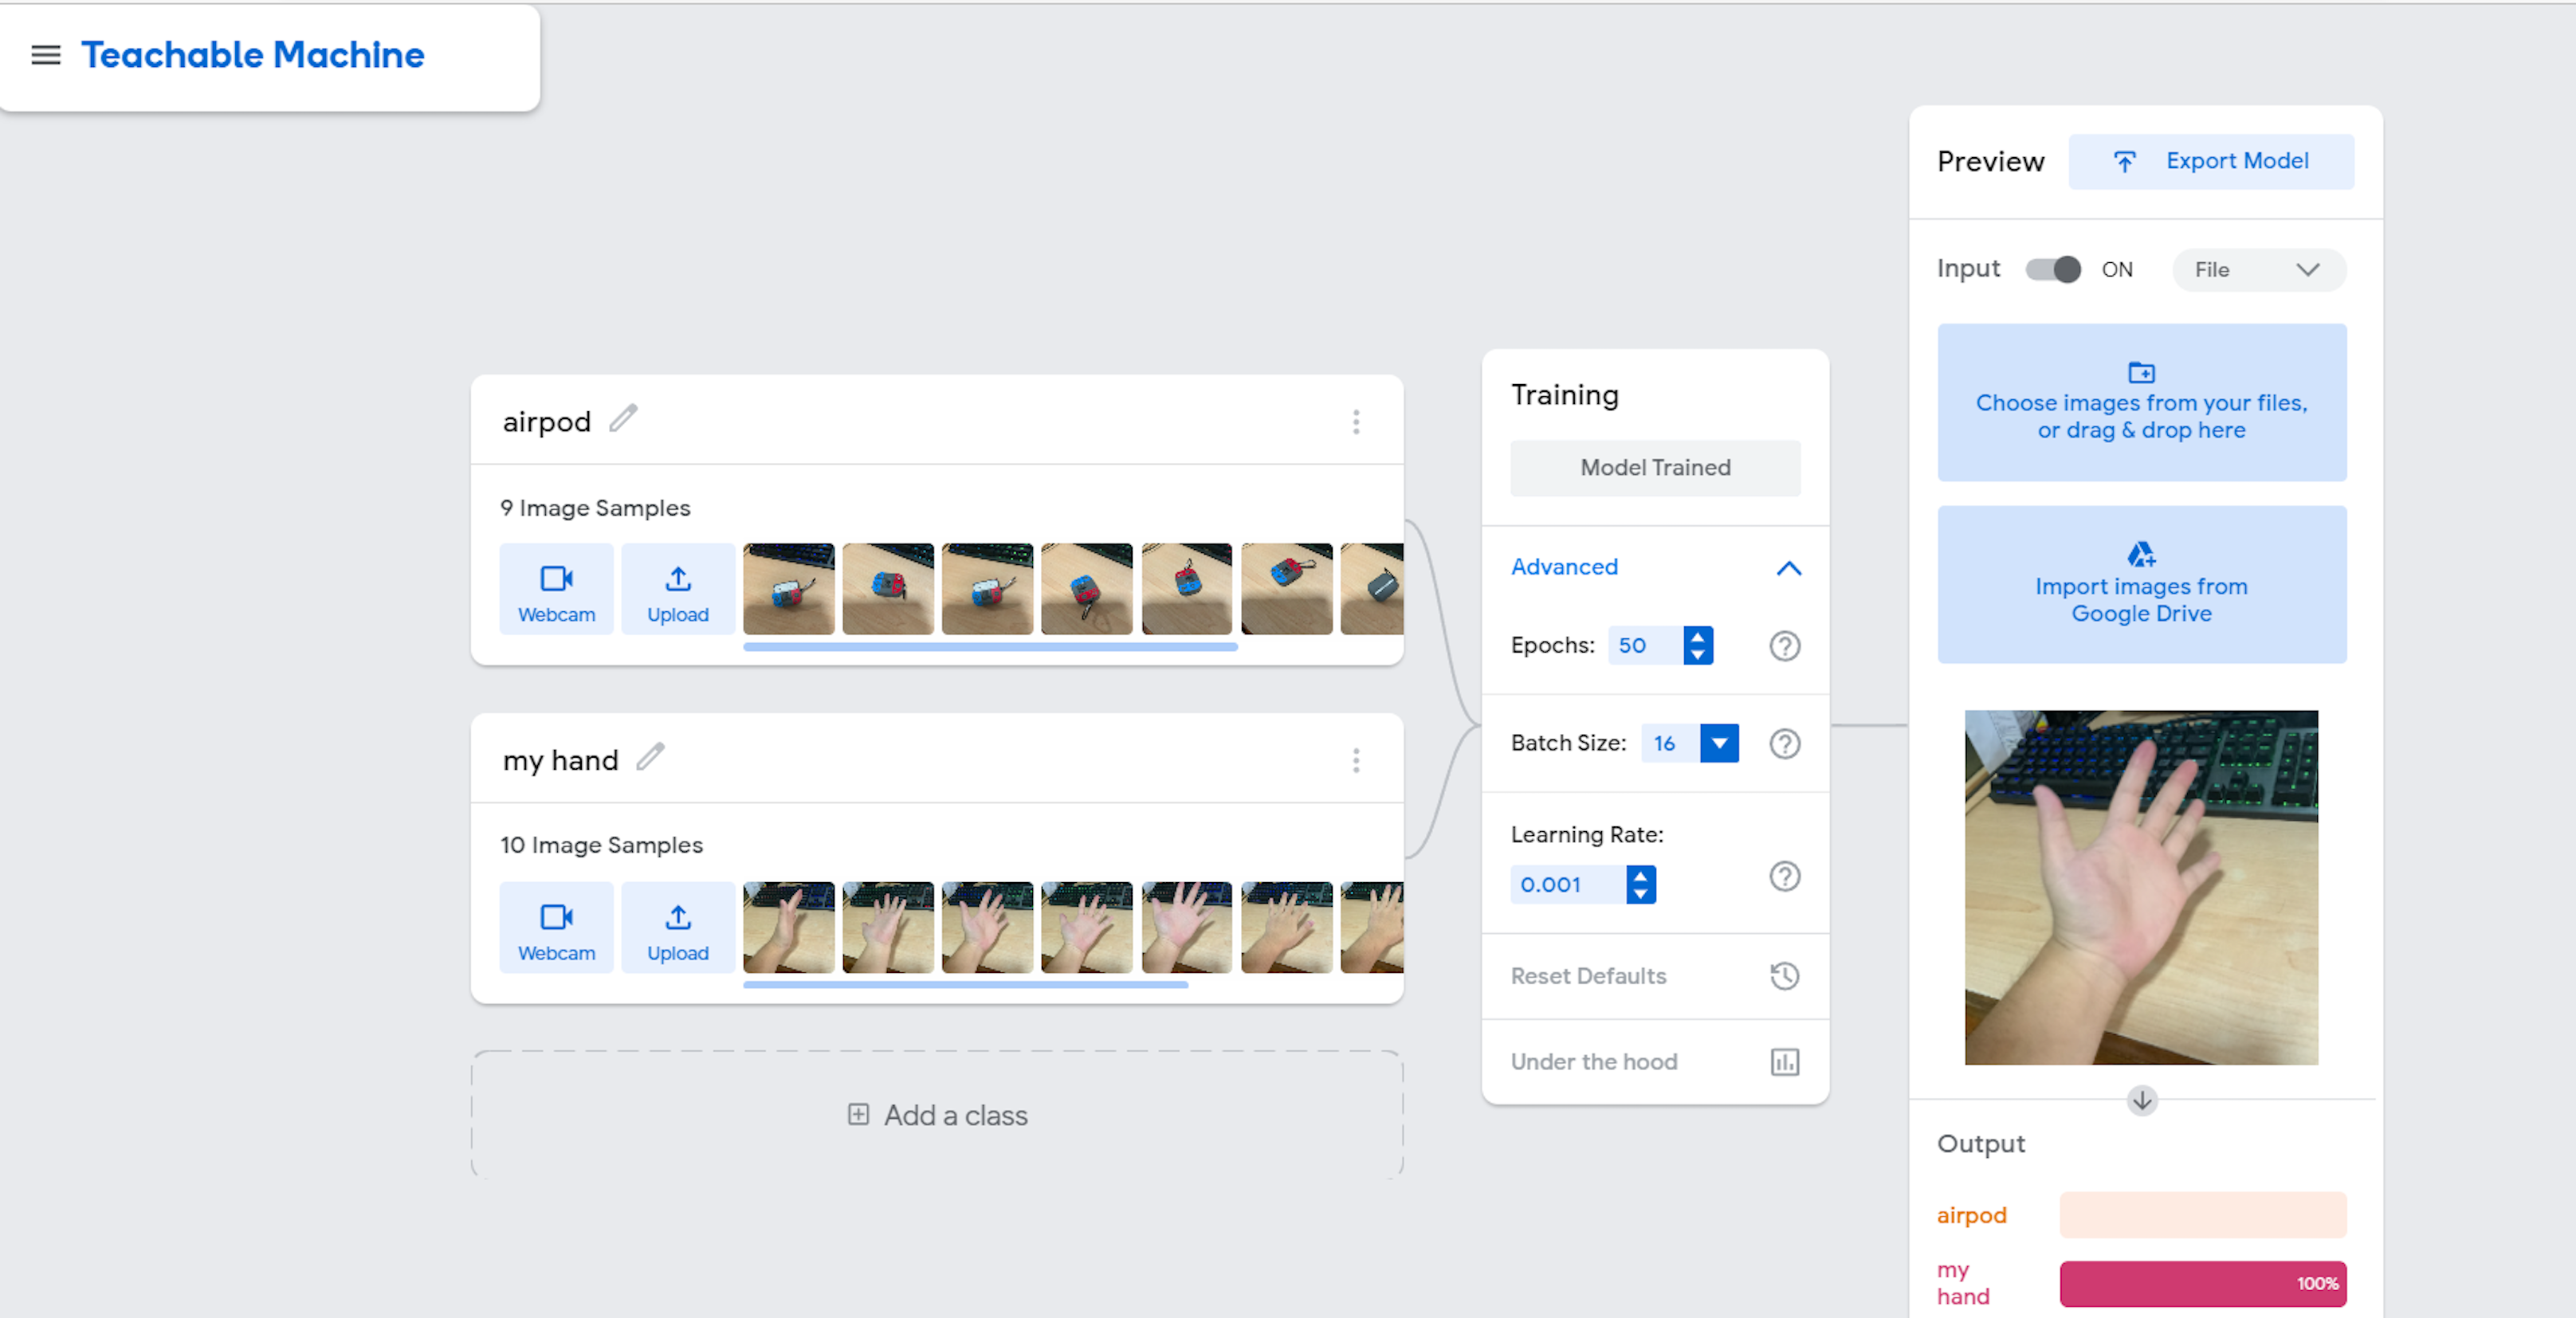 Teachable Machine
airpod
9 Image Samples
Webcam
Upload
my hand
10 Image Samples
Webcam
Upload
Add a class
Training
Model Trained
Advanced
Epochs: 50
Batch Size: 16
Learning Rate:
0.001
Reset Defaults
Under the hood
Preview
Export Model
Input ON File
Choose images from your files,
or drag & drop here
Import images from
Google Drive
Output
airpod
my
hand
100%